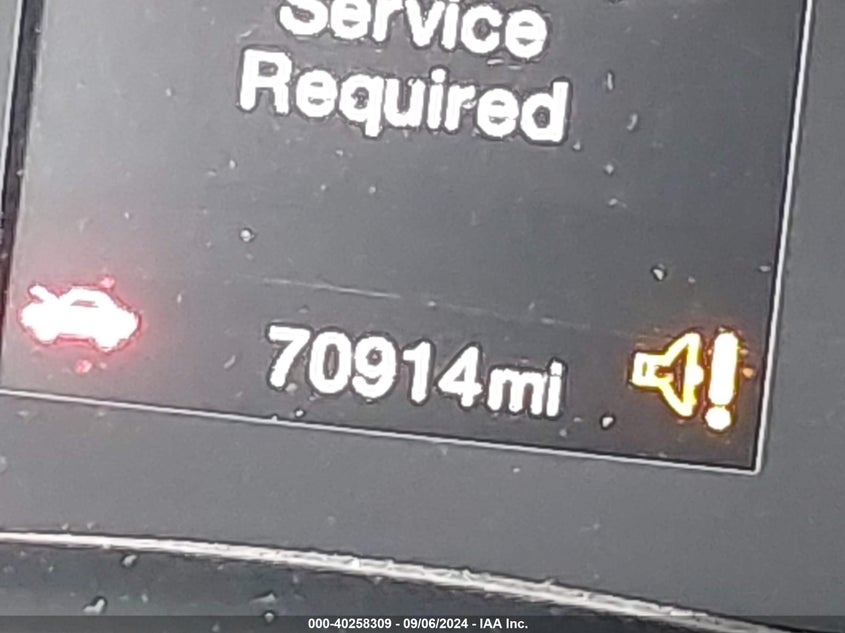 Service
Required
70914mi
000-40258309 - 09/06/2024 - IAA Inc.